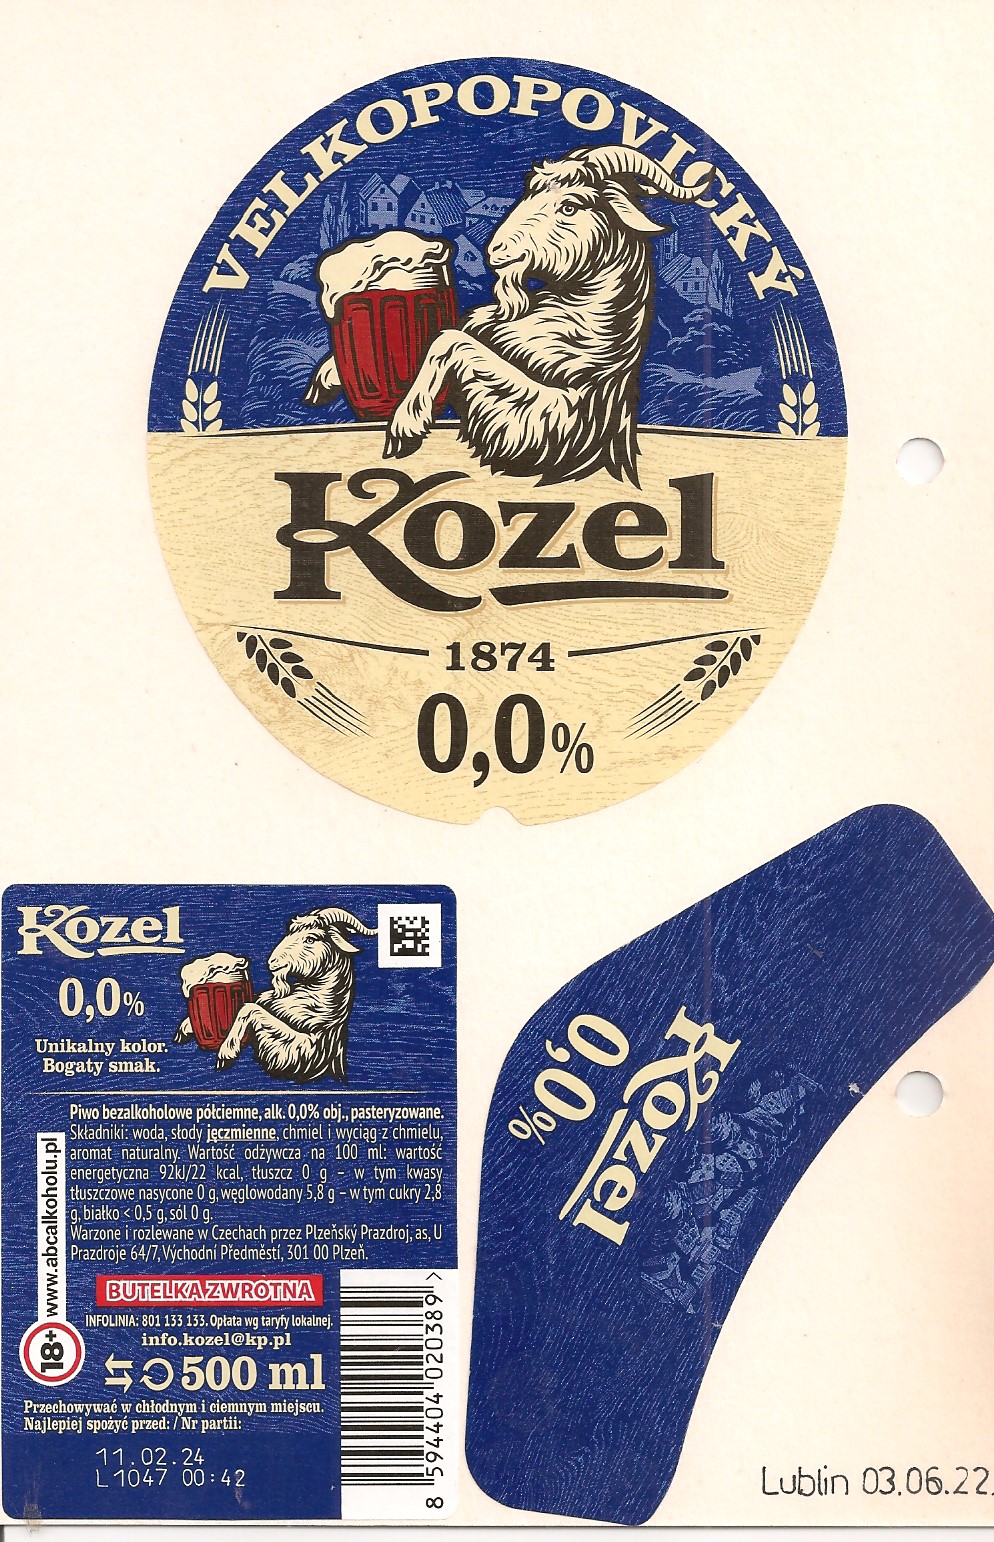 VELKOPOPOVICKÝ
Kozel
1874
0,0%
Kozel
0,0%
Unikalny kolor.
Bogaty smak.
Piwo bezalkoholowe półciemne, alk. 0,0% obj., pasteryzowane.
Składniki: woda, słody jęczmienne, chmiel i wyciąg z chmielu,
aromat naturalny. Wartość odżywcza na 100 ml: wartość
energetyczna 92kJ/22 kcal, tłuszcz 0 g – w tym kwasy
tłuszczowe nasycone 0 g, węglowodany 5,8 g – w tym cukry 2,8
g, białko < 0,5 g, sól 0 g.
Warzone i rozlewane w Czechach przez Plzeňský Prazdroj, as, U
Prazdroje 64/7, Východní Předměstí, 301 00 Plzeň.
www.abcalkoholu.pl
18+
BUTELKA ZWROTNA
INFOLINIA: 801 133 133. Opłata wg taryfy lokalnej.
info.kozel@kp.pl
500 ml
Przechowywać w chłodnym i ciemnym miejscu.
Najlepiej spożyć przed: / Nr partii:
11.02.24
L1047 00:42
8 594404 020389 >
Kozel
0,0%
Lublin 03.06.22.